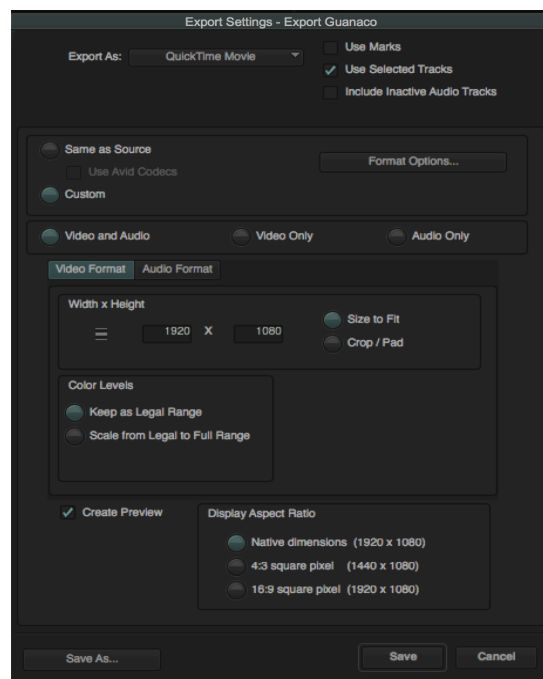 Export Settings - Export Guanaco
Export As: QuickTime Movie
Use Marks
Use Selected Tracks
Include Inactive Audio Tracks
Same as Source
Use Avid Codecs
Format Options...
Custom
Video and Audio Video Only Audio Only
Video Format Audio Format
Width x Height
1920 X 1080
Size to Fit
Crop / Pad
Color Levels
Keep as Legal Range
Scale from Legal to Full Range
Create Preview
Display Aspect Ratio
Native dimensions (1920 x 1080)
4:3 square pixel (1440 x 1080)
16:9 square pixel (1920 x 1080)
Save As... Save Cancel